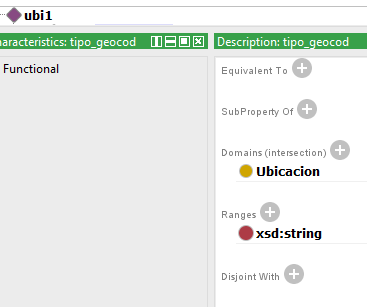 ubi1
aracteristics: tipo_geocod
Description: tipo_geocod
Functional
Equivalent To
SubProperty Of
Domains (intersection)
Ubicacion
Ranges
xsd:string
Disjoint With